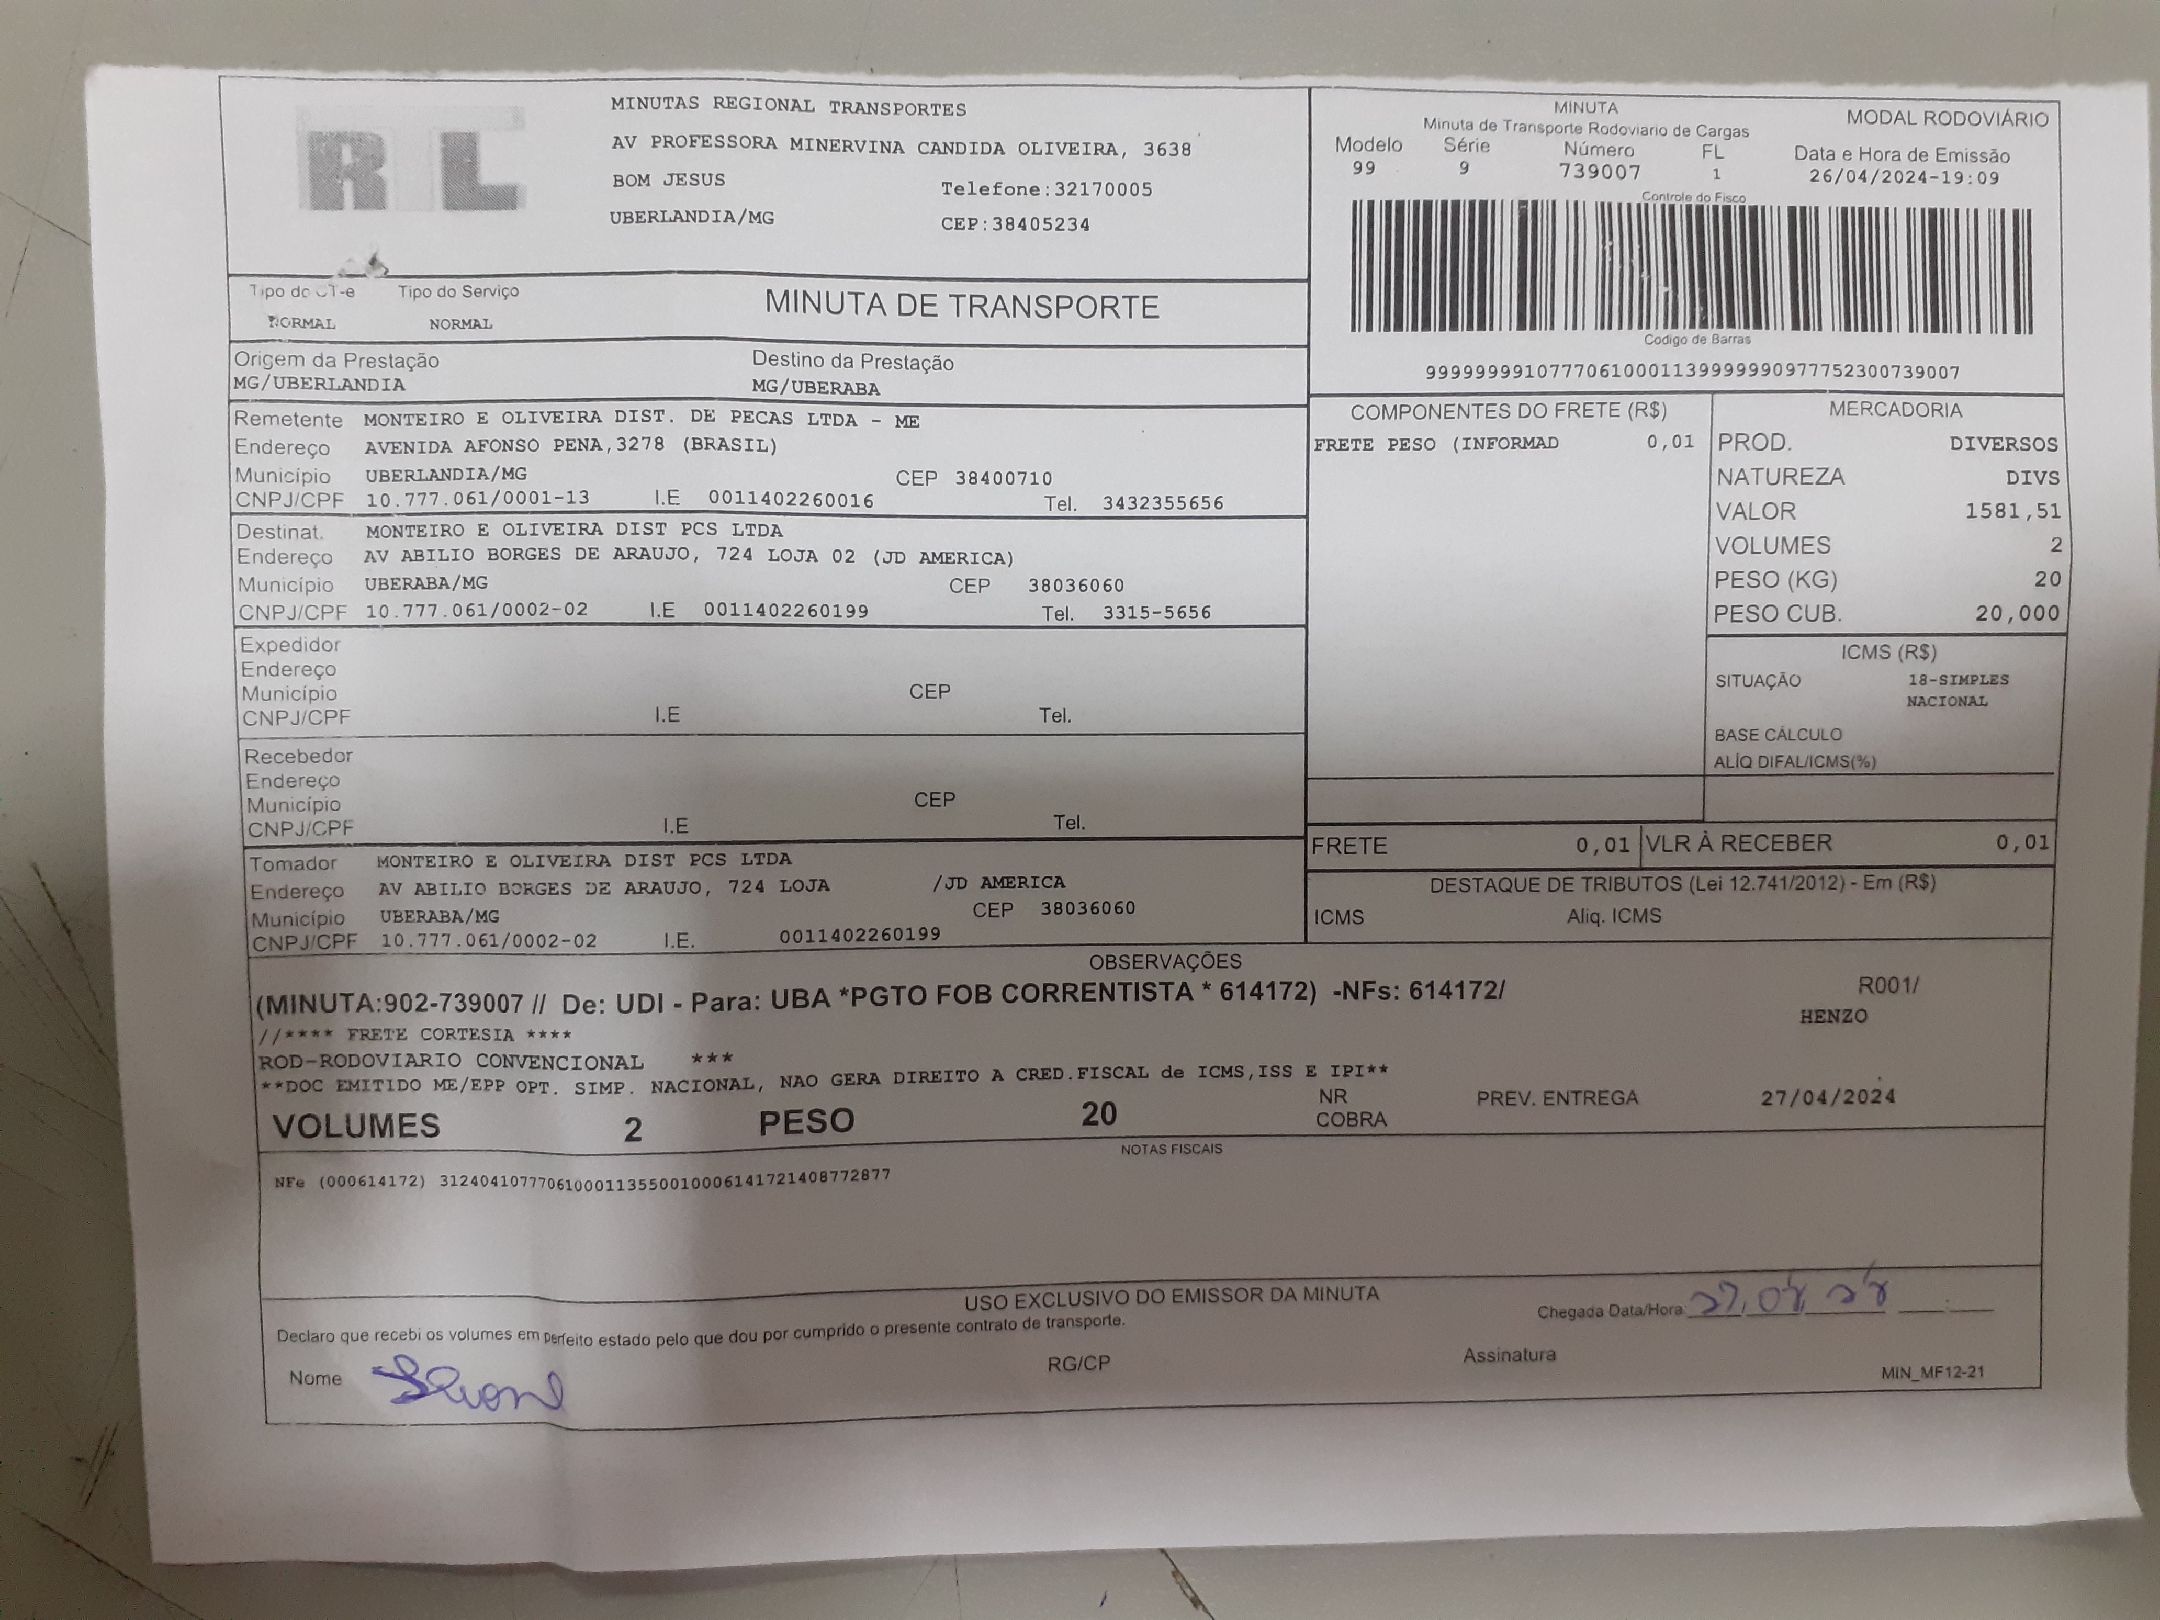 RTL
MINUTAS REGIONAL TRANSPORTES
AV PROFESSORA MINERVINA CANDIDA OLIVEIRA, 3638
BOM JESUS Telefone:32170005
UBERLANDIA/MG CEP:38405234
MINUTA MODAL RODOVIÁRIO
Minuta de Transporte Rodoviario de Cargas
Modelo Série Número FL Data e Hora de Emissão
99 9 739007 1 26/04/2024-19:09
Controle do Fisco
Codigo de Barras
Tipo do CT-e Tipo do Serviço MINUTA DE TRANSPORTE
NORMAL NORMAL
Origem da Prestação Destino da Prestação
MG/UBERLANDIA MG/UBERABA
Remetente MONTEIRO E OLIVEIRA DIST. DE PECAS LTDA - ME
Endereço AVENIDA AFONSO PENA,3278 (BRASIL)
Município UBERLANDIA/MG CEP 38400710
CNPJ/CPF 10.777.061/0001-13 I.E 0011402260016 Tel. 3432355656
Destinat. MONTEIRO E OLIVEIRA DIST PCS LTDA
Endereço AV ABILIO BORGES DE ARAUJO, 724 LOJA 02 (JD AMERICA)
Município UBERABA/MG CEP 38036060
CNPJ/CPF 10.777.061/0002-02 I.E 0011402260199 Tel. 3315-5656
Expedidor
Endereço
Município CEP
CNPJ/CPF I.E Tel.
Recebedor
Endereço
Município CEP
CNPJ/CPF I.E Tel.
Tomador MONTEIRO E OLIVEIRA DIST PCS LTDA
Endereço AV ABILIO BORGES DE ARAUJO, 724 LOJA /JD AMERICA
Município UBERABA/MG CEP 38036060
CNPJ/CPF 10.777.061/0002-02 I.E. 0011402260199
COMPONENTES DO FRETE (R$)
FRETE PESO (INFORMAD 0,01
MERCADORIA
PROD. DIVERSOS
NATUREZA DIVS
VALOR 1581,51
VOLUMES 2
PESO (KG) 20
PESO CUB. 20,000
ICMS (R$)
SITUAÇÃO 18-SIMPLES
NACIONAL
BASE CÁLCULO
ALÍQ DIFAL/ICMS(%)
FRETE 0,01 VLR À RECEBER 0,01
DESTAQUE DE TRIBUTOS (Lei 12.741/2012) - Em (R$)
ICMS Aliq. ICMS
OBSERVAÇÕES
(MINUTA:902-739007 // De: UDI - Para: UBA *PGTO FOB CORRENTISTA * 614172) -NFs: 614172/ R001/
//**** FRETE CORTESIA **** HENZO
ROD-RODOVIARIO CONVENCIONAL ***
**DOC EMITIDO ME/EPP OPT. SIMP. NACIONAL, NAO GERA DIREITO A CRED.FISCAL de ICMS,ISS E IPI**
VOLUMES 2 PESO 20 NR COBRA PREV. ENTREGA 27/04/2024
NOTAS FISCAIS
NFe (000614172) 31240410777061000113550010006141721408772877
USO EXCLUSIVO DO EMISSOR DA MINUTA
Declaro que recebi os volumes em perfeito estado pelo que dou por cumprido o presente contrato de transporte. Chegada Data/Hora: 27, 04, 24
Nome RG/CP Assinatura
MIN_MF12-21